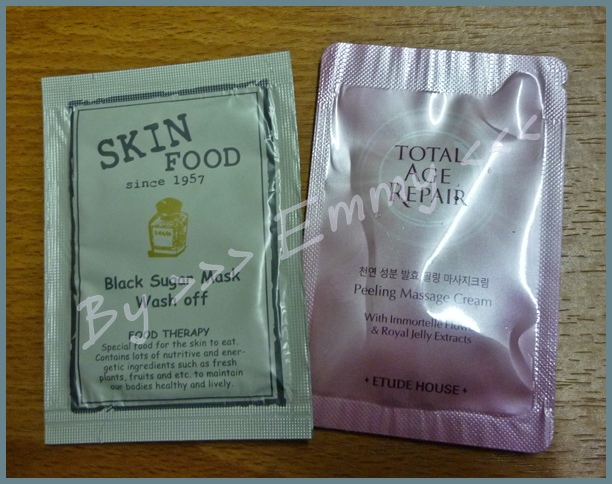 SKIN
FOOD
since 1957
Black Sugar Mask
Wash off
FOOD THERAPY
Special food for the skin to eat.
Contains lots of nutritive and ener-
getic ingredients such as fresh
plants, fruits and etc. to maintain
our bodies healthy and lively.
TOTAL
AGE
REPAIR
천연 성분 발효 필링 마사지크림
Peeling Massage Cream
With Immortelle Flower
& Royal Jelly Extracts
ETUDE HOUSE
By >>> Emmy <<<